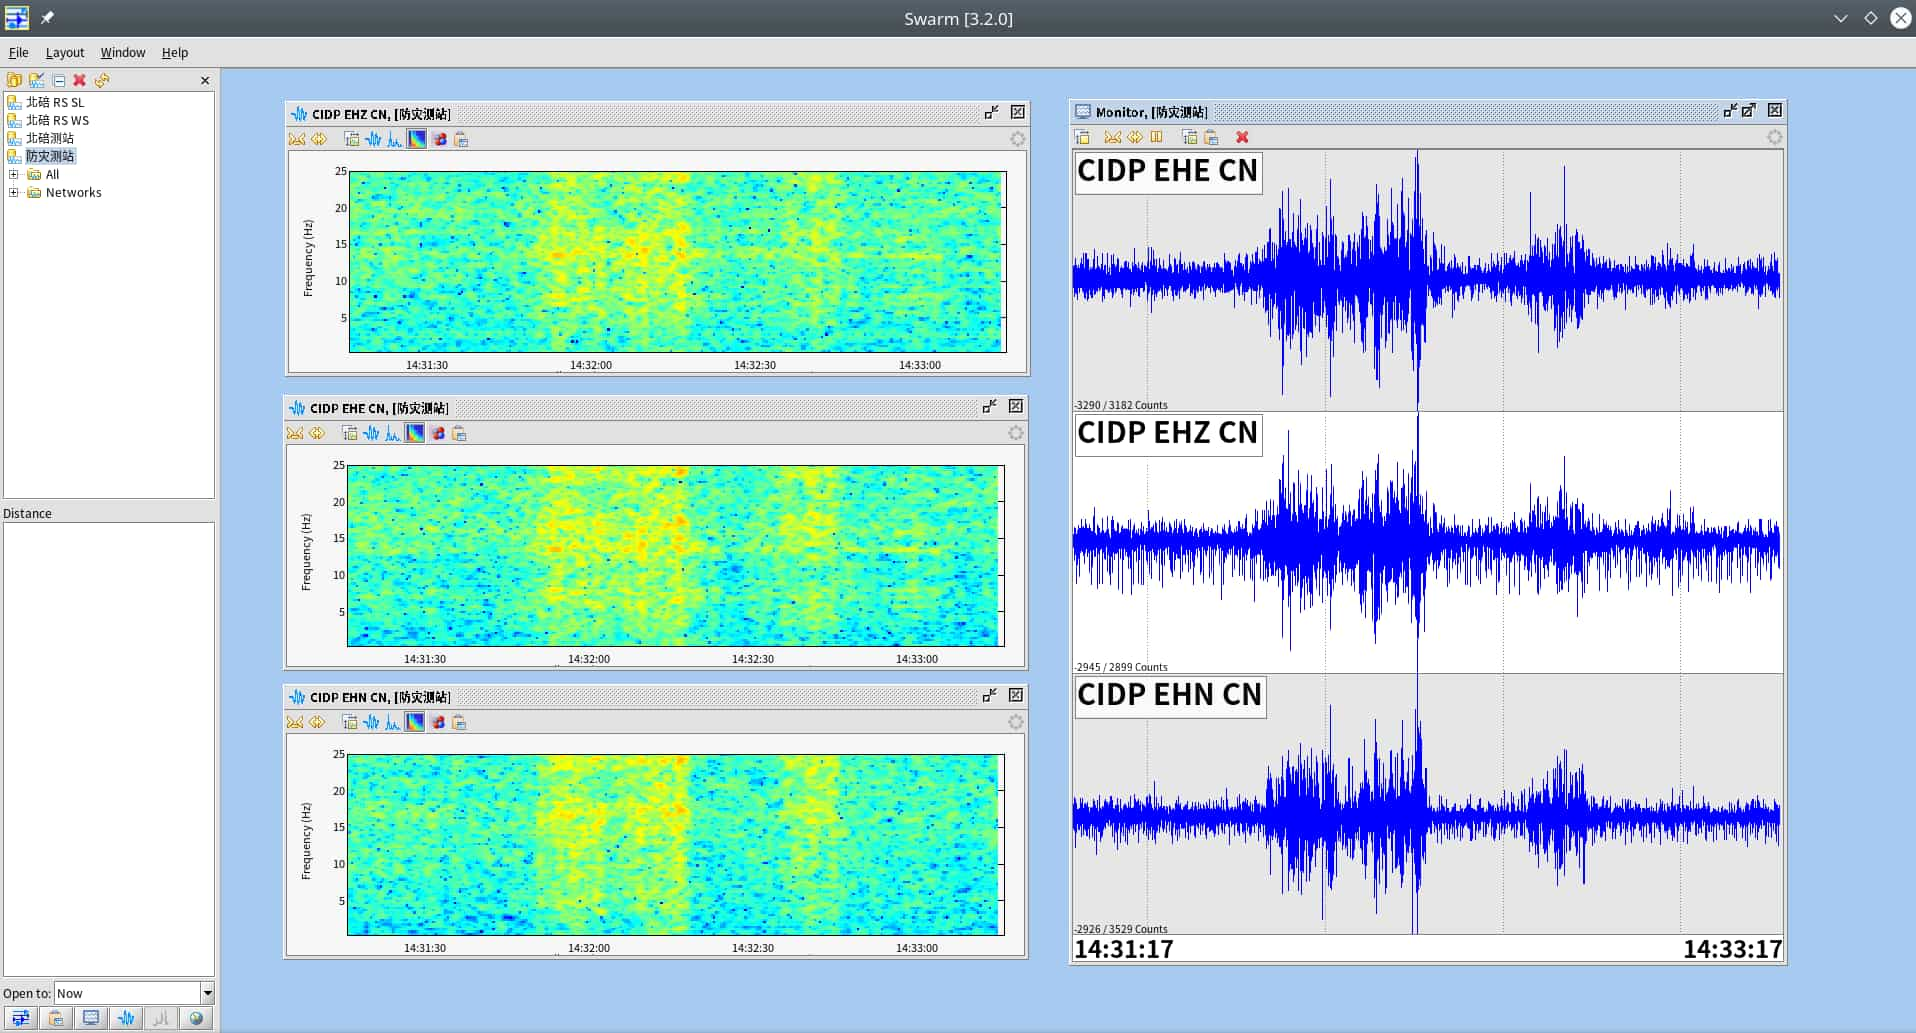 Swarm [3.2.0]
File Layout Window Help
北碚 RS SL
北碚 RS WS
北碚测站
防灾测站
All
Networks
Distance
Open to: Now
CIDP EHZ CN, [防灾测站]
Frequency (Hz)
25
20
15
10
5
14:31:30 14:32:00 14:32:30 14:33:00
CIDP EHE CN, [防灾测站]
Frequency (Hz)
25
20
15
10
5
14:31:30 14:32:00 14:32:30 14:33:00
CIDP EHN CN, [防灾测站]
Frequency (Hz)
25
20
15
10
5
14:31:30 14:32:00 14:32:30 14:33:00
Monitor, [防灾测站]
CIDP EHE CN
-3290 / 3182 Counts
CIDP EHZ CN
-2945 / 2899 Counts
CIDP EHN CN
-2926 / 3529 Counts
14:31:17 14:33:17